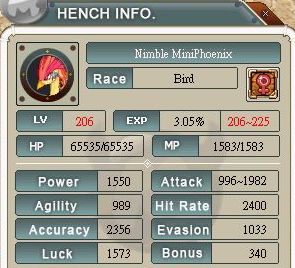 HENCH INFO.
Nimble MiniPhoenix
Race Bird
LV 206 EXP 3.05% 206~225
HP 65535/65535 MP 1583/1583
Power 1550 Attack 996~1982
Agility 989 Hit Rate 2400
Accuracy 2356 Evasion 1033
Luck 1573 Bonus 340